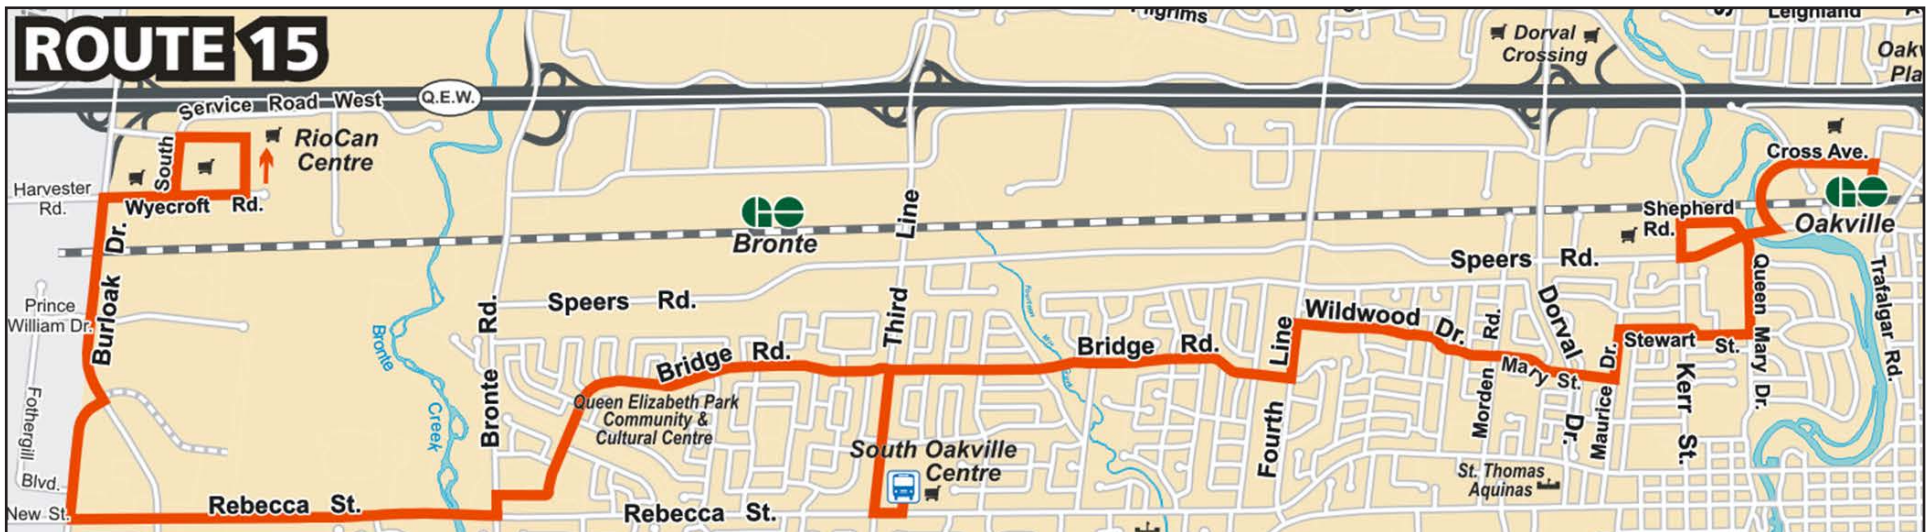 ROUTE 15
Pilgrims
Leighland
Dorval
Crossing
Service Road West
Q.E.W.
RioCan
Centre
South
Harvester
Rd.
Wyecroft Rd.
Burloak Dr.
Prince
William Dr.
Fothergill
Blvd.
New St.
Rebecca St.
Bronte
Creek
Bronte Rd.
Speers Rd.
GO
Bronte
Third Line
Bridge Rd.
Queen Elizabeth Park
Community &
Cultural Centre
South Oakville
Centre
Rebecca St.
Bridge Rd.
Fourth Line
Wildwood Dr.
Speers Rd.
Morden Rd.
Mary St.
Dorval Dr.
Maurice Dr.
St. Thomas
Aquinas
Stewart St.
Kerr St.
Shepherd
Rd.
Queen Mary Dr.
Cross Ave.
GO
Oakville
Trafalgar Rd.